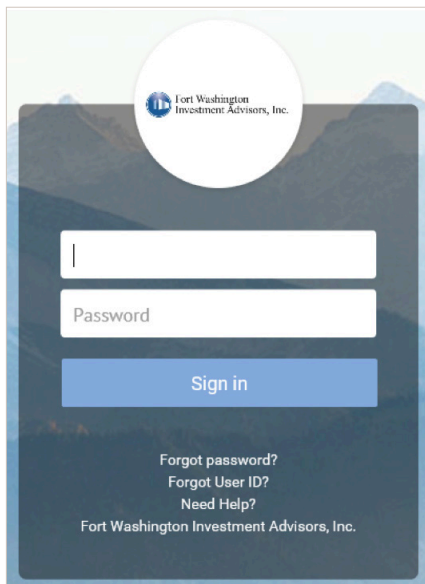 Fort Washington
Investment Advisors, Inc.
Password
Sign in
Forgot password?
Forgot User ID?
Need Help?
Fort Washington Investment Advisors, Inc.